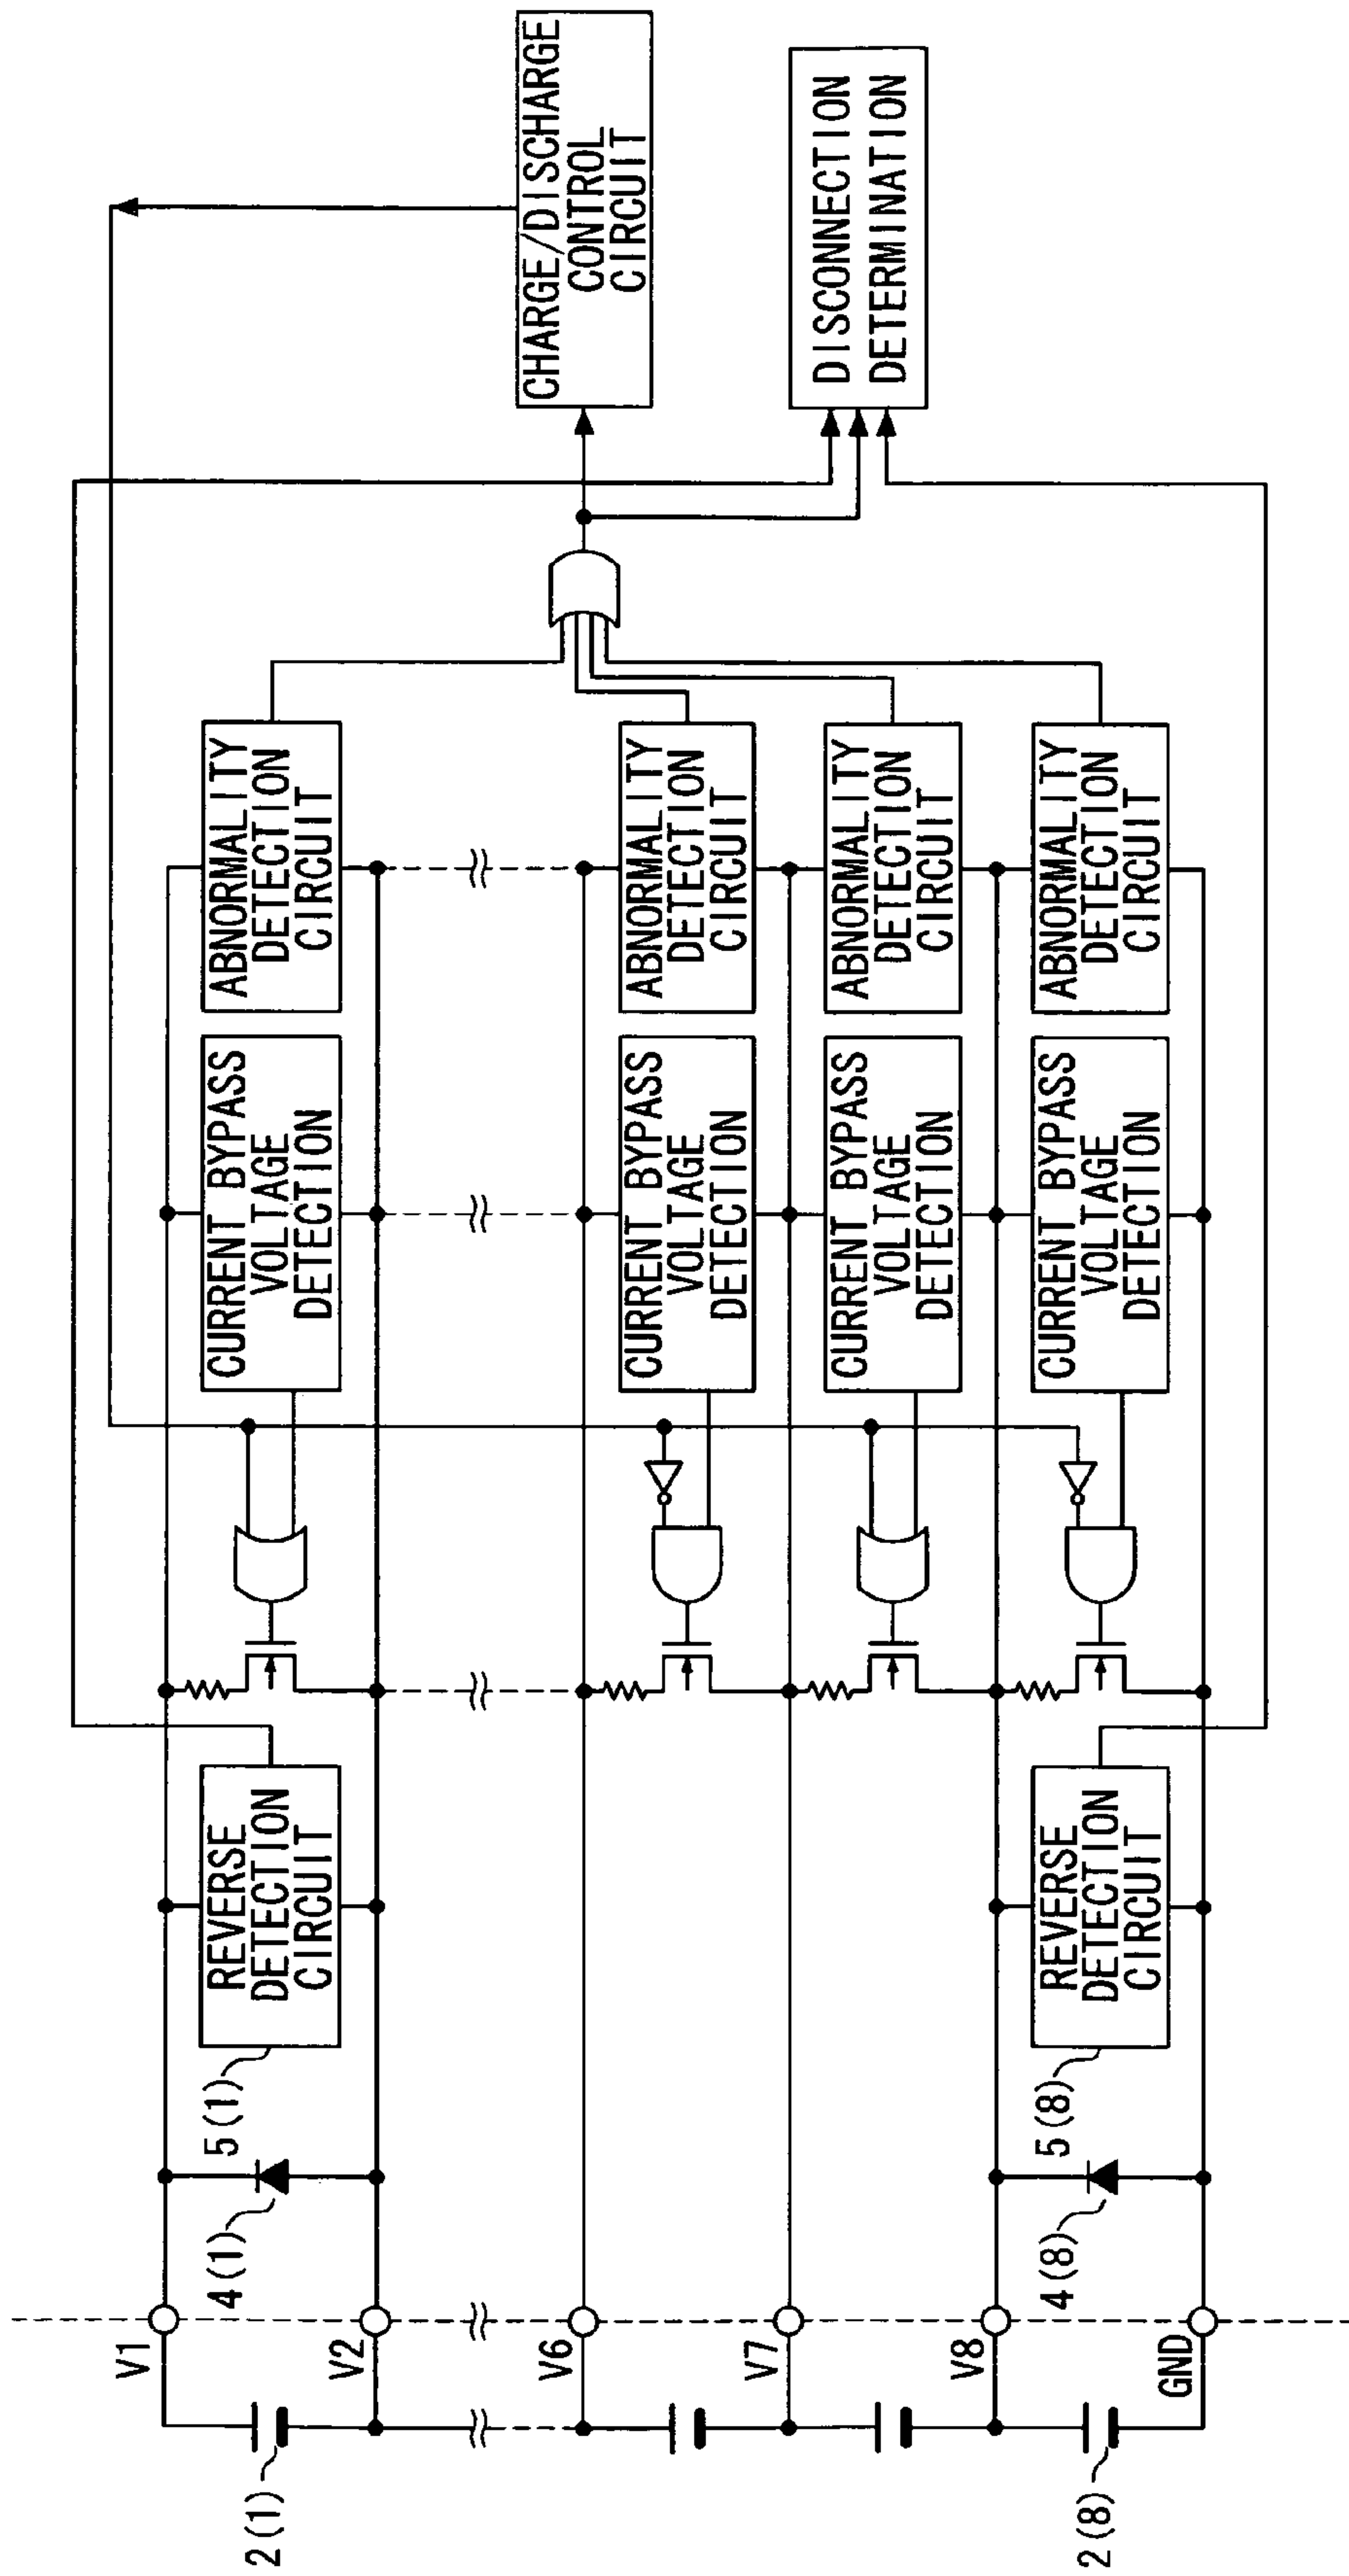 CHARGE/DISCHARGE
CONTROL
CIRCUIT
DISCONNECTION
DETERMINATION
ABNORMALITY
DETECTION
CIRCUIT
ABNORMALITY
DETECTION
CIRCUIT
ABNORMALITY
DETECTION
CIRCUIT
ABNORMALITY
DETECTION
CIRCUIT
CURRENT BYPASS
VOLTAGE
DETECTION
CURRENT BYPASS
VOLTAGE
DETECTION
CURRENT BYPASS
VOLTAGE
DETECTION
CURRENT BYPASS
VOLTAGE
DETECTION
REVERSE
DETECTION
CIRCUIT
REVERSE
DETECTION
CIRCUIT
5(1)
5(8)
4(1)
4(8)
V1
V2
V6
V7
V8
GND
2(1)
2(8)